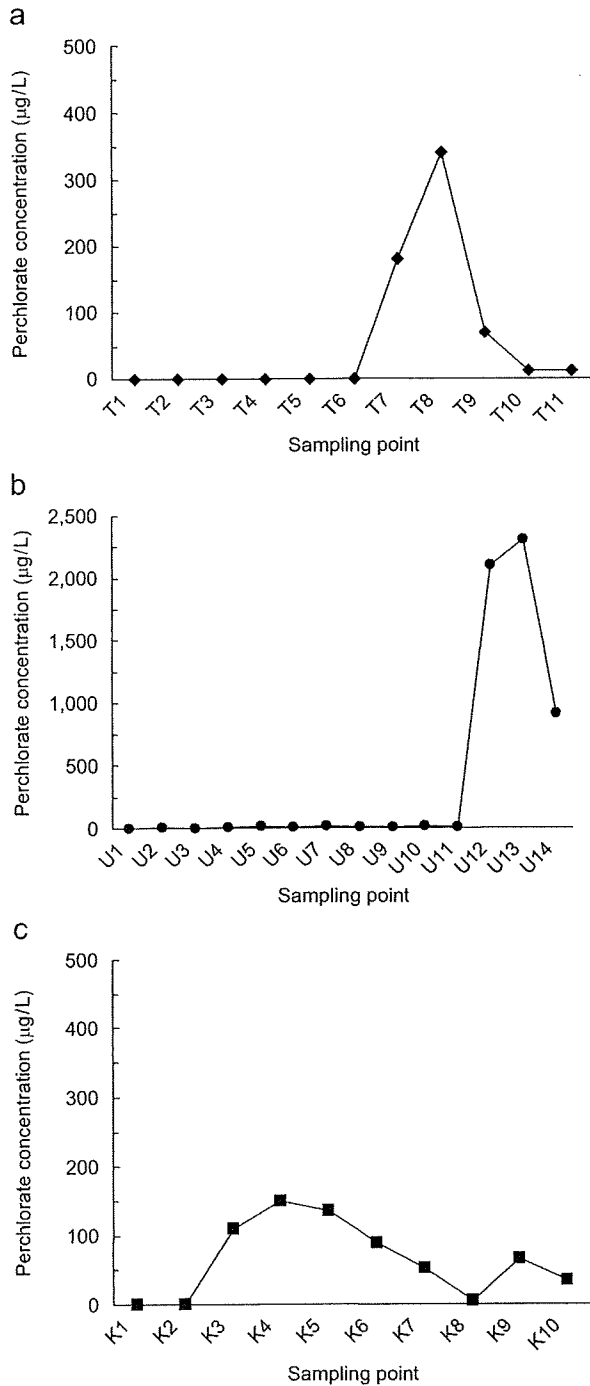 a
Perchlorate concentration (µg/L)
500
400
300
200
100
0
T1 T2 T3 T4 T5 T6 T7 T8 T9 T10 T11
Sampling point
b
Perchlorate concentration (µg/L)
2,500
2,000
1,500
1,000
500
0
U1 U2 U3 U4 U5 U6 U7 U8 U9 U10 U11 U12 U13 U14
Sampling point
c
Perchlorate concentration (µg/L)
500
400
300
200
100
0
K1 K2 K3 K4 K5 K6 K7 K8 K9 K10
Sampling point